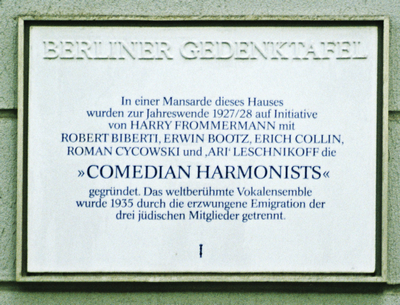 BERLINER GEDENKTAFEL
In einer Mansarde dieses Hauses
wurden zur Jahreswende 1927/28 auf Initiative
von HARRY FROMMERMANN mit
ROBERT BIBERTI, ERWIN BOOTZ, ERICH COLLIN,
ROMAN CYCOWSKI und ‚ARI‘ LESCHNIKOFF die
»COMEDIAN HARMONISTS«
gegründet. Das weltberühmte Vokalensemble
wurde 1935 durch die erzwungene Emigration der
drei jüdischen Mitglieder getrennt.